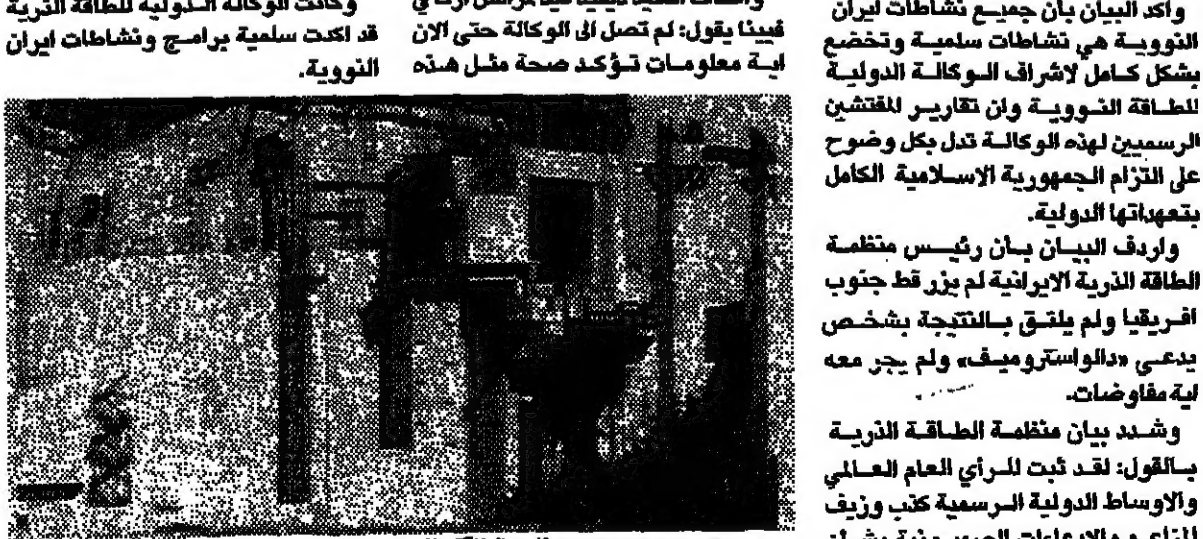 واكد البيان بأن جميع نشاطات ايران
النووية هي نشاطات سلمية وتخضع
بشكل كامل لاشراف الوكالة الدولية
للطاقة النووية وان تقارير المفتشين
الرسميين لهذه الوكالة تدل بكل وضوح
على التزام الجمهورية الاسلامية الكامل
بتعهداتها الدولية.
واردف البيان بأن رئيس منظمة
الطاقة الذرية الايرانية لم يزر قط جنوب
افريقيا ولم يلتق بالنتيجة بشخص
يدعى «دالواستروميف» ولم يجر معه
اية مفاوضات.
وشدد بيان منظمة الطاقة الذرية
بالقول: لقد ثبت للرأي العام العالمي
والاوساط الدولية الرسمية كذب وزيف
فيينا يقول: لم تصل الى الوكالة حتى الان
اية معلومات تؤكد صحة مثل هذه
وكانت الوكالة الدولية للطاقة الذرية
قد اكدت سلمية برامج ونشاطات ايران
النووية.